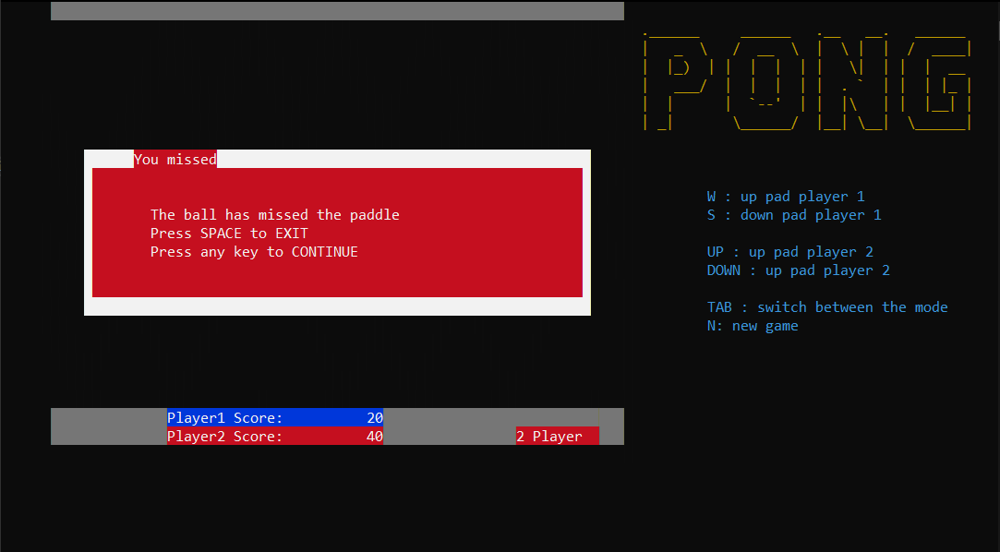 PONG
You missed
The ball has missed the paddle
Press SPACE to EXIT
Press any key to CONTINUE
W : up pad player 1
S : down pad player 1
UP : up pad player 2
DOWN : up pad player 2
TAB : switch between the mode
N: new game
Player1 Score: 20
Player2 Score: 40
2 Player